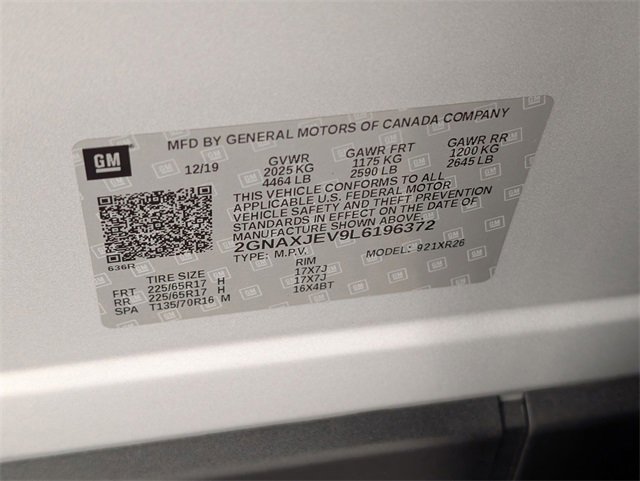 MFD BY GENERAL MOTORS OF CANADA COMPANY
GM
12/19 GVWR GAWR FRT GAWR RR
2025 KG 1175 KG 1200 KG
4464 LB 2590 LB 2645 LB
THIS VEHICLE CONFORMS TO ALL
APPLICABLE U.S. FEDERAL MOTOR
VEHICLE SAFETY AND THEFT PREVENTION
STANDARDS IN EFFECT ON THE DATE OF
MANUFACTURE SHOWN ABOVE.
2GNAXJEV9L6196372
TYPE: M.P.V. MODEL: 921XR26
636R
TIRE SIZE RIM
FRT 225/65R17 H 17X7J
RR 225/65R17 H 17X7J
SPA T135/70R16 M 16X4BT